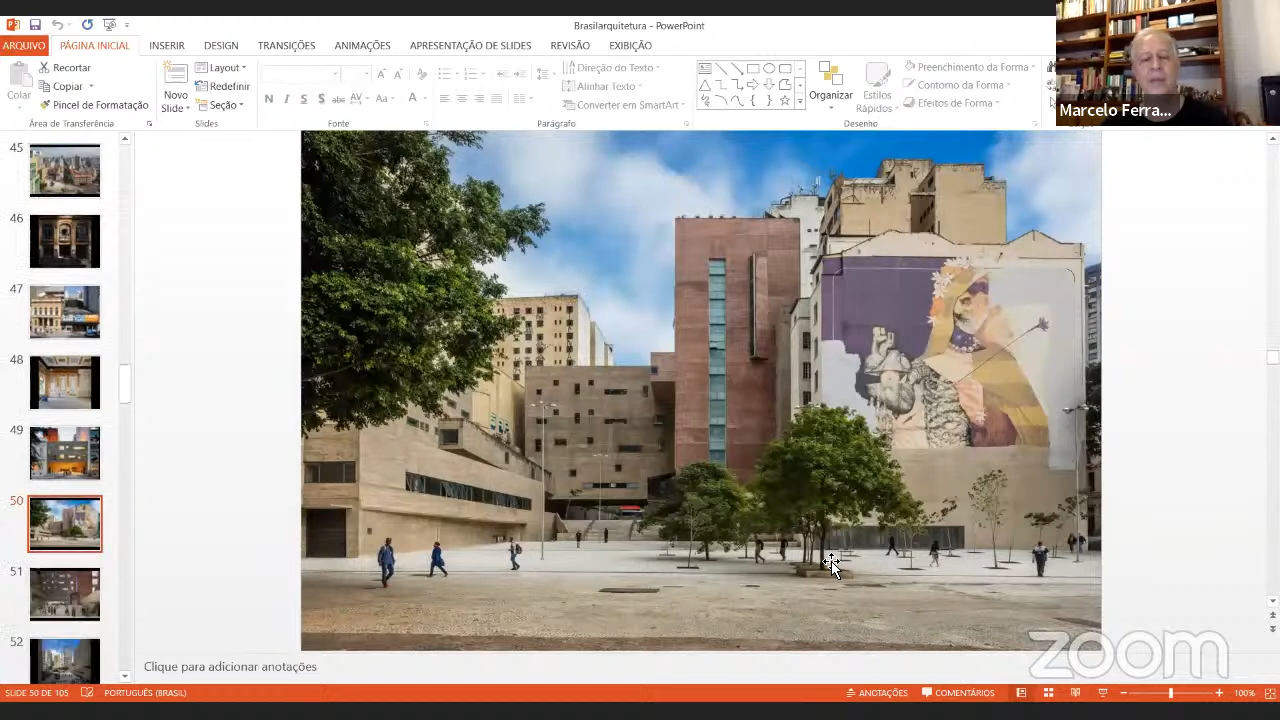 Brasilarquitetura - PowerPoint
ARQUIVO PÁGINA INICIAL INSERIR DESIGN TRANSIÇÕES ANIMAÇÕES APRESENTAÇÃO DE SLIDES REVISÃO EXIBIÇÃO
Colar
Recortar
Copiar
Pincel de Formatação
Área de Transferência
Novo
Slide
Layout
Redefinir
Seção
Slides
N I S S abc AV Aa A
Fonte
Direção do Texto
Alinhar Texto
Converter em SmartArt
Parágrafo
Organizar
Estilos
Rápidos
Preenchimento da Forma
Contorno da Forma
Efeitos de Forma
Desenho
Marcelo Ferra...
45
46
47
48
49
50
51
52
Clique para adicionar anotações
zoom
SLIDE 50 DE 105 PORTUGUÊS (BRASIL) ANOTAÇÕES COMENTÁRIOS 100%